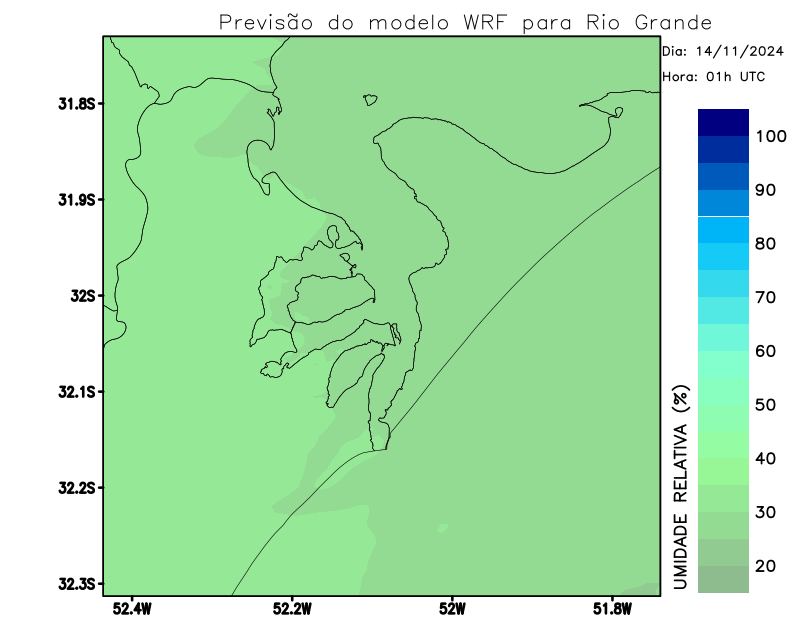 Previsão do modelo WRF para Rio Grande
Dia: 14/11/2024
Hora: 01h UTC
31.8S
31.9S
32S
32.1S
32.2S
32.3S
52.4W 52.2W 52W 51.8W
100
90
80
70
60
50
40
30
20
UMIDADE RELATIVA (%)